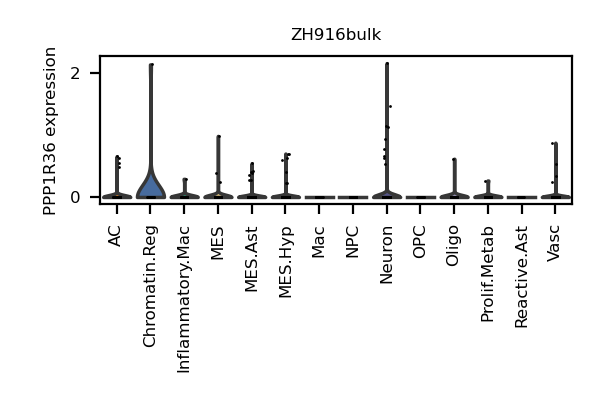 ZH916bulk
PPP1R36 expression
2
0
AC
Chromatin.Reg
Inflammatory.Mac
MES
MES.Ast
MES.Hyp
Mac
NPC
Neuron
OPC
Oligo
Prolif.Metab
Reactive.Ast
Vasc